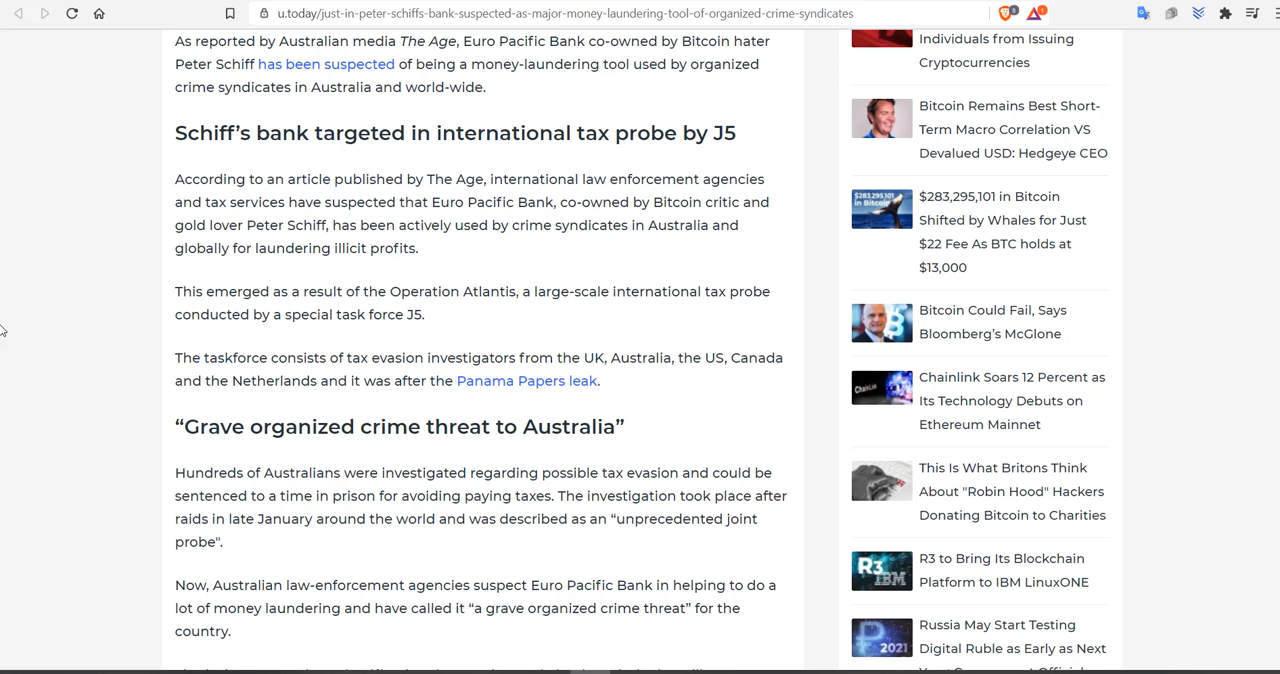 u.today/just-in-peter-schiffs-bank-suspected-as-major-money-laundering-tool-of-organized-crime-syndicates
8
1
As reported by Australian media The Age, Euro Pacific Bank co-owned by Bitcoin hater
Peter Schiff has been suspected of being a money-laundering tool used by organized
crime syndicates in Australia and world-wide.
Schiff’s bank targeted in international tax probe by J5
According to an article published by The Age, international law enforcement agencies
and tax services have suspected that Euro Pacific Bank, co-owned by Bitcoin critic and
gold lover Peter Schiff, has been actively used by crime syndicates in Australia and
globally for laundering illicit profits.
This emerged as a result of the Operation Atlantis, a large-scale international tax probe
conducted by a special task force J5.
The taskforce consists of tax evasion investigators from the UK, Australia, the US, Canada
and the Netherlands and it was after the Panama Papers leak.
“Grave organized crime threat to Australia”
Hundreds of Australians were investigated regarding possible tax evasion and could be
sentenced to a time in prison for avoiding paying taxes. The investigation took place after
raids in late January around the world and was described as an “unprecedented joint
probe".
Now, Australian law-enforcement agencies suspect Euro Pacific Bank in helping to do a
lot of money laundering and have called it “a grave organized crime threat” for the
country.
Individuals from Issuing
Cryptocurrencies
Bitcoin Remains Best Short-
Term Macro Correlation VS
Devalued USD: Hedgeye CEO
$283,295,101
in Bitcoin
$283,295,101 in Bitcoin
Shifted by Whales for Just
$22 Fee As BTC holds at
$13,000
Bitcoin Could Fail, Says
Bloomberg’s McGlone
Chainlink Soars 12 Percent as
Its Technology Debuts on
Ethereum Mainnet
This Is What Britons Think
About "Robin Hood" Hackers
Donating Bitcoin to Charities
R3
IBM
R3 to Bring Its Blockchain
Platform to IBM LinuxONE
2021
Russia May Start Testing
Digital Ruble as Early as Next